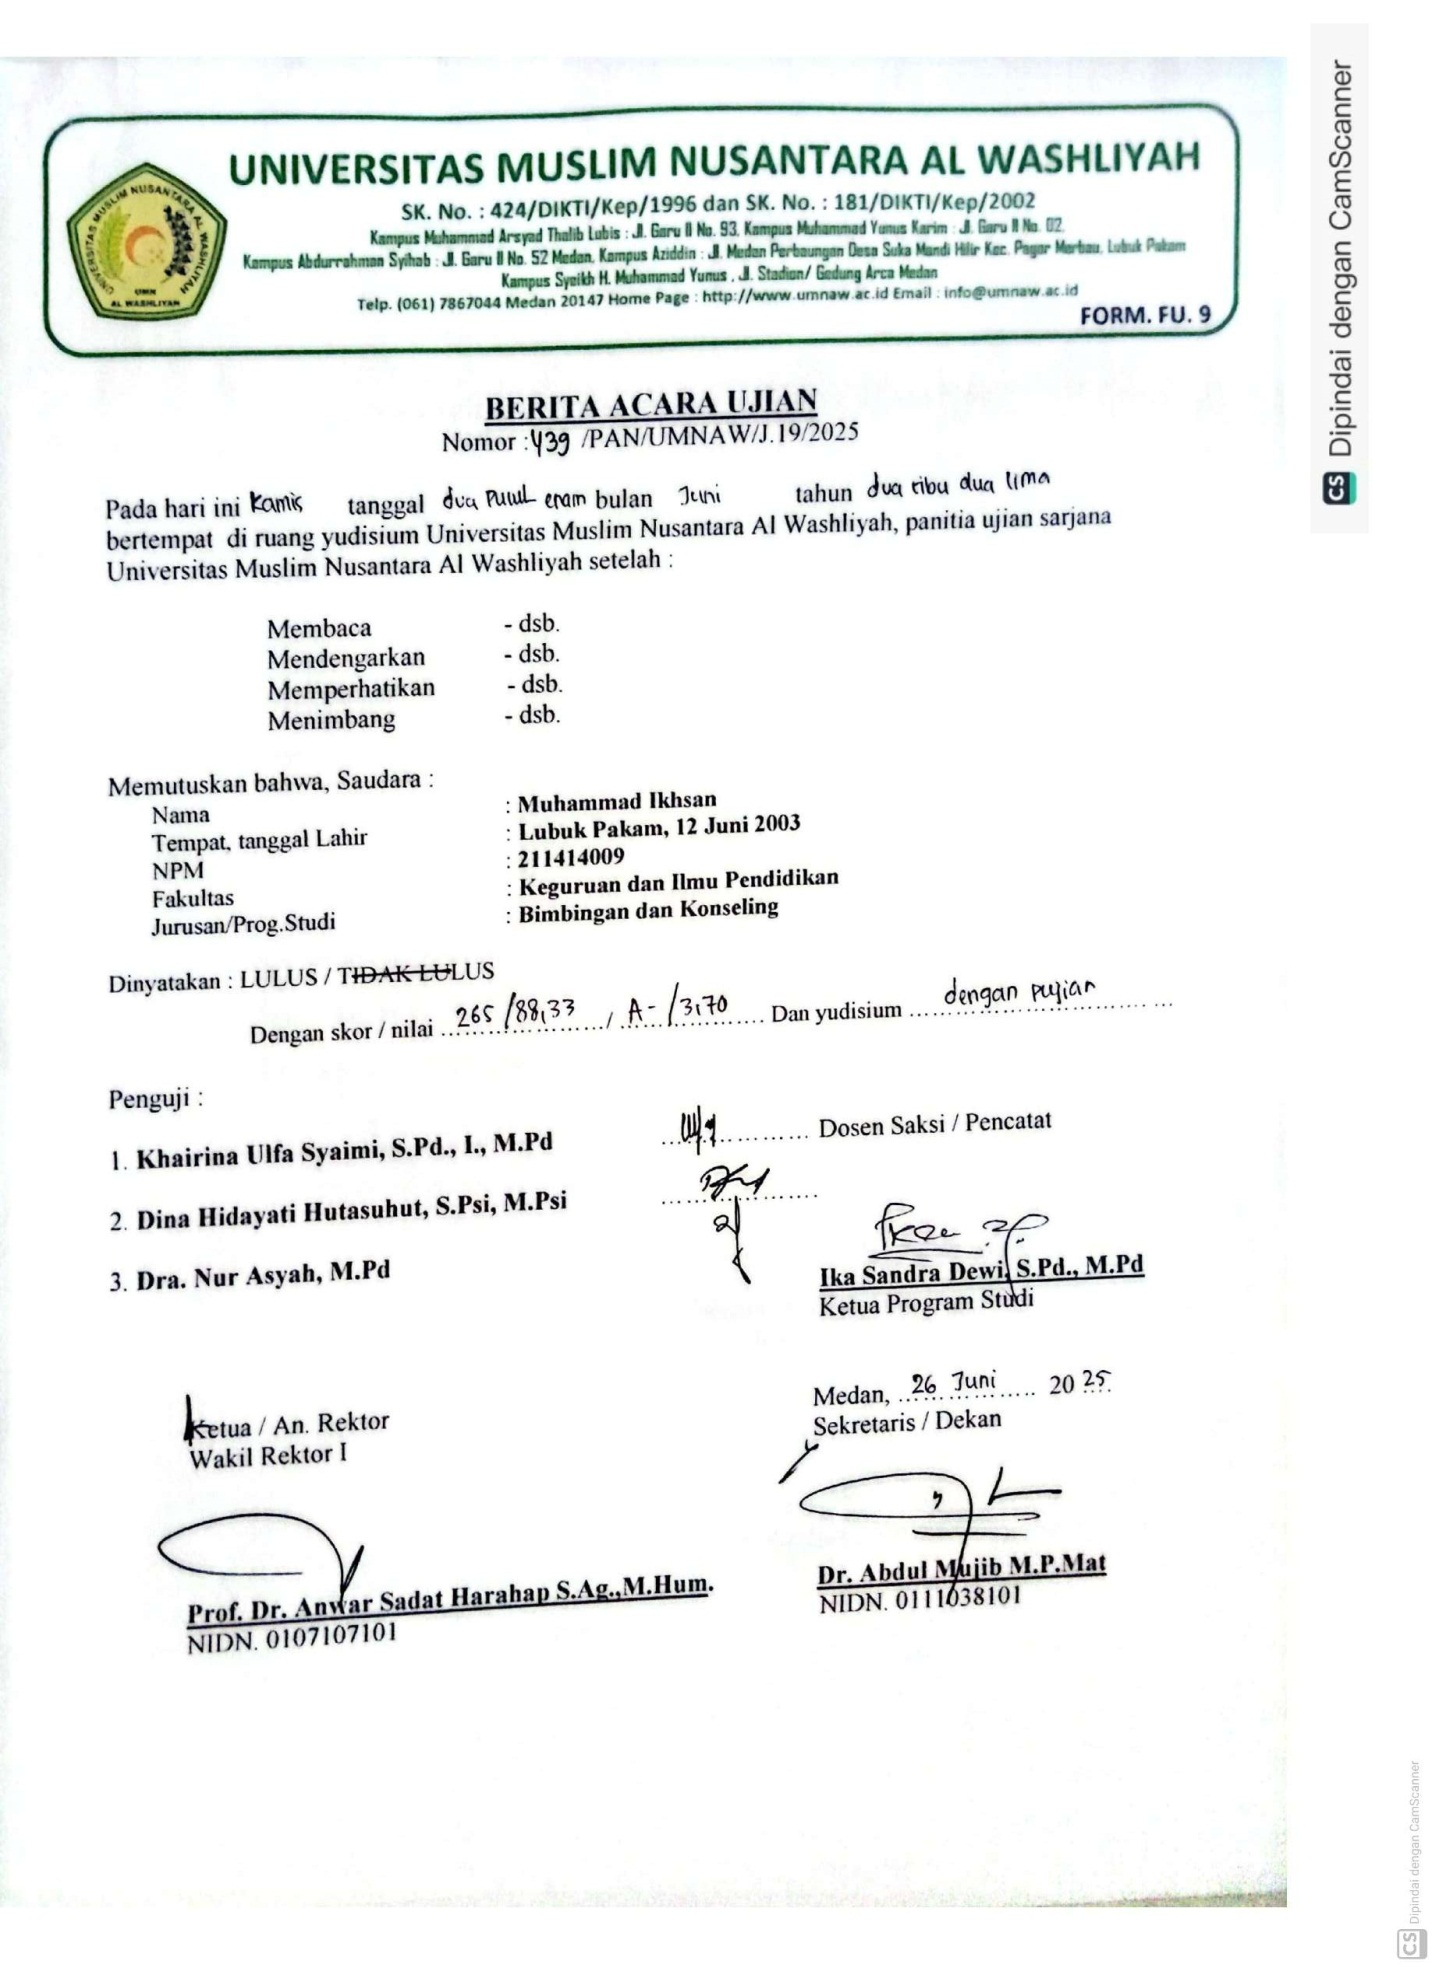 UNIVERSITAS MUSLIM NUSANTARA AL WASHLIYAH
SK. No. : 424/DIKTI/Kep/1996 dan SK. No. : 181/DIKTI/Kep/2002
Kampus Muhammad Arsyad Thalib Lubis : Jl. Garu II No. 93, Kampus Muhammad Yunus Karim : Jl. Garu II No. 02,
Kampus Abdurrahman Syihab : Jl. Garu II No. 52 Medan, Kampus Aziddin : Jl. Medan Perbaungan Desa Suka Mandi Hilir Kec. Pagar Merbau, Lubuk Pakam
Kampus Syeikh H. Muhammad Yunus , Jl. Stadion/ Gedung Arca Medan
Telp. (061) 7867044 Medan 20147 Home Page : http://www.umnaw.ac.id Email : info@umnaw.ac.id
FORM. FU. 9
UNIVERSITAS MUSLIM NUSANTARA AL WASHLIYAH
UMN
AL WASHLIYAH
BERITA ACARA UJIAN
Nomor : 439 /PAN/UMNAW/J.19/2025
Pada hari ini Kamis tanggal dua puluh enam bulan Juni tahun dua ribu dua lima
bertempat di ruang yudisium Universitas Muslim Nusantara Al Washliyah, panitia ujian sarjana
Universitas Muslim Nusantara Al Washliyah setelah :
Membaca - dsb.
Mendengarkan - dsb.
Memperhatikan - dsb.
Menimbang - dsb.
Memutuskan bahwa, Saudara :
Nama : Muhammad Ikhsan
Tempat, tanggal Lahir : Lubuk Pakam, 12 Juni 2003
NPM : 211414009
Fakultas : Keguruan dan Ilmu Pendidikan
Jurusan/Prog.Studi : Bimbingan dan Konseling
Dinyatakan : LULUS / TIDAK LULUS
Dengan skor / nilai 265 /88,33 / A- /3,70 Dan yudisium dengan pujian
Penguji :
1. Khairina Ulfa Syaimi, S.Pd., I., M.Pd
Dosen Saksi / Pencatat
2. Dina Hidayati Hutasuhut, S.Psi, M.Psi
3. Dra. Nur Asyah, M.Pd
Ika Sandra Dewi, S.Pd., M.Pd
Ketua Program Studi
Medan, 26 Juni 2025
Ketua / An. Rektor
Sekretaris / Dekan
Wakil Rektor I
Prof. Dr. Anwar Sadat Harahap S.Ag.,M.Hum.
NIDN. 0107107101
Dr. Abdul Mujib M.P.Mat
NIDN. 0111038101
CS Dipindai dengan CamScanner
CS Dipindai dengan CamScanner